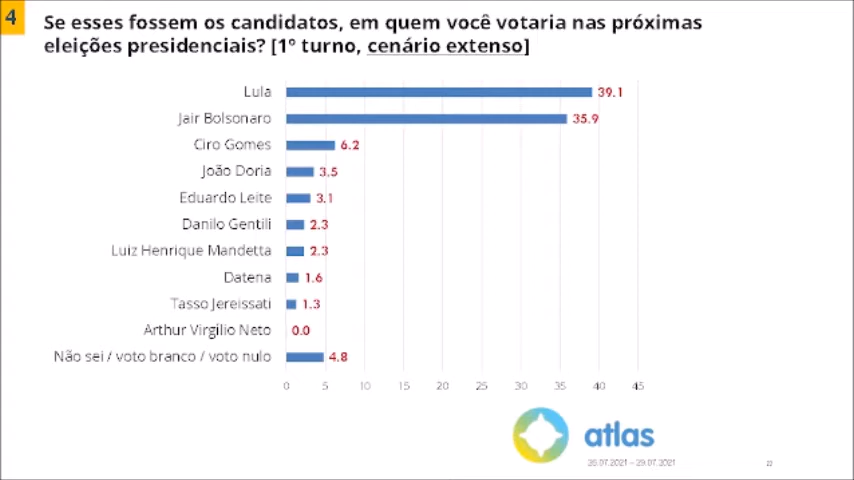 4
Se esses fossem os candidatos, em quem você votaria nas próximas
eleições presidenciais? [1º turno, cenário extenso]
Lula 39.1
Jair Bolsonaro 35.9
Ciro Gomes 6.2
João Doria 3.5
Eduardo Leite 3.1
Danilo Gentili 2.3
Luiz Henrique Mandetta 2.3
Datena 1.6
Tasso Jereissati 1.3
Arthur Virgílio Neto 0.0
Não sei / voto branco / voto nulo 4.8
0 5 10 15 20 25 30 35 40 45
atlas
26.07.2021 – 29.07.2021
22